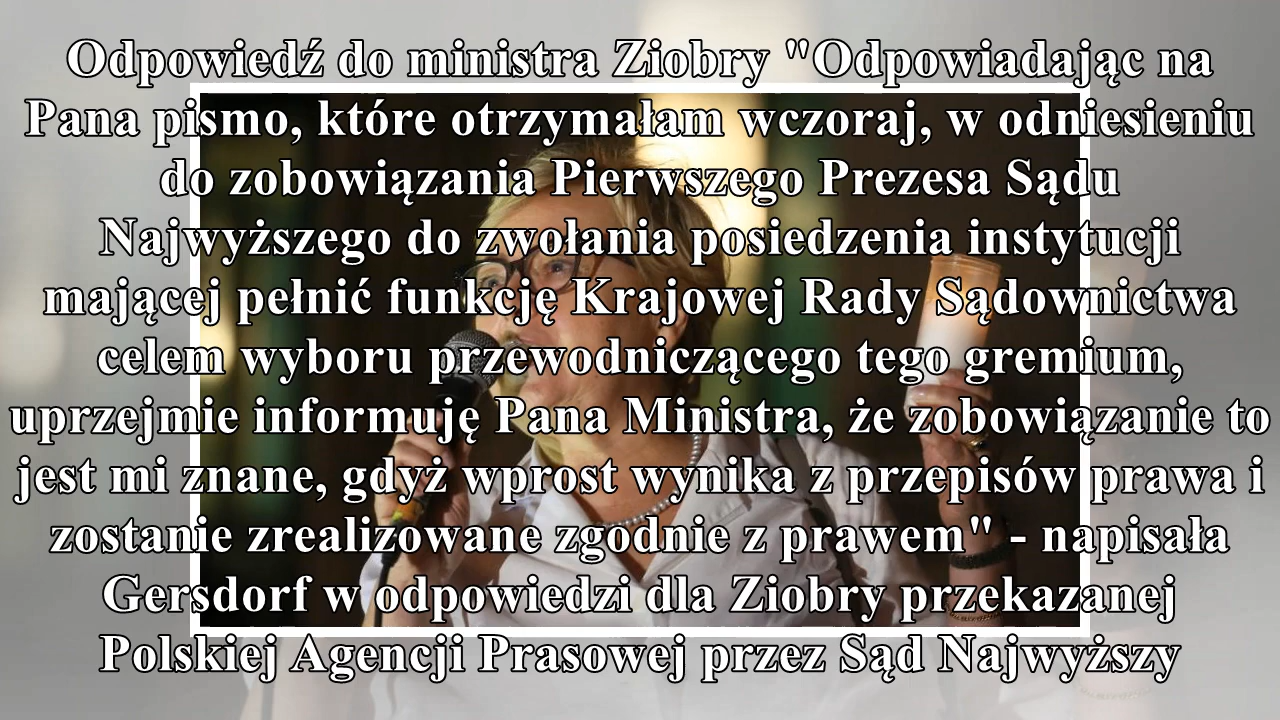 Odpowiedź do ministra Ziobry "Odpowiadając na
Pana pismo, które otrzymałam wczoraj, w odniesieniu
do zobowiązania Pierwszego Prezesa Sądu
Najwyższego do zwołania posiedzenia instytucji
mającej pełnić funkcję Krajowej Rady Sądownictwa
celem wyboru przewodniczącego tego gremium,
uprzejmie informuję Pana Ministra, że zobowiązanie to
jest mi znane, gdyż wprost wynika z przepisów prawa i
zostanie zrealizowane zgodnie z prawem" - napisała
Gersdorf w odpowiedzi dla Ziobry przekazanej
Polskiej Agencji Prasowej przez Sąd Najwyższy